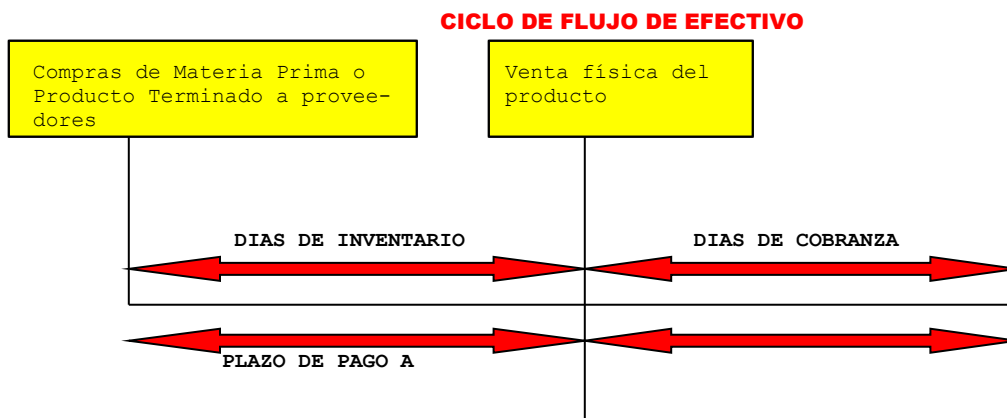 CICLO DE FLUJO DE EFECTIVO
Compras de Materia Prima o
Producto Terminado a provee-
dores
Venta física del
producto
DIAS DE INVENTARIO
DIAS DE COBRANZA
PLAZO DE PAGO A